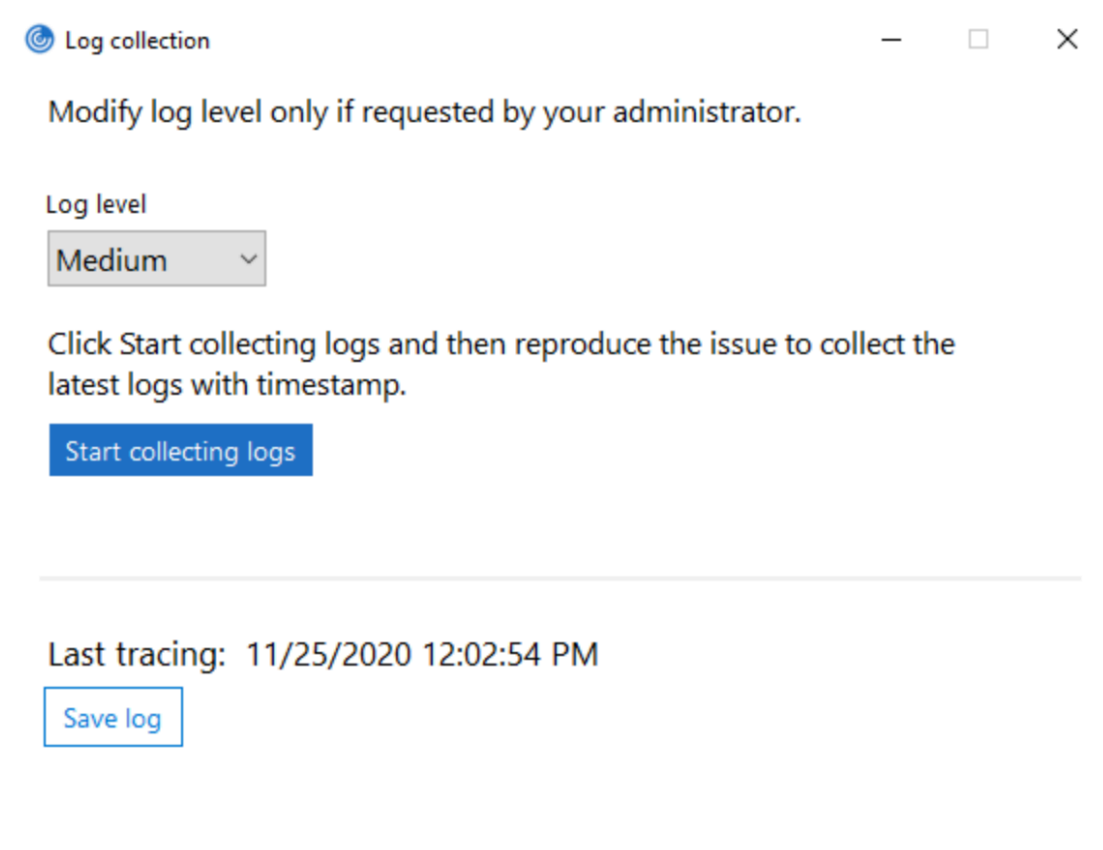 Log collection
Modify log level only if requested by your administrator.
Log level
Medium
Click Start collecting logs and then reproduce the issue to collect the
latest logs with timestamp.
Start collecting logs
Last tracing: 11/25/2020 12:02:54 PM
Save log